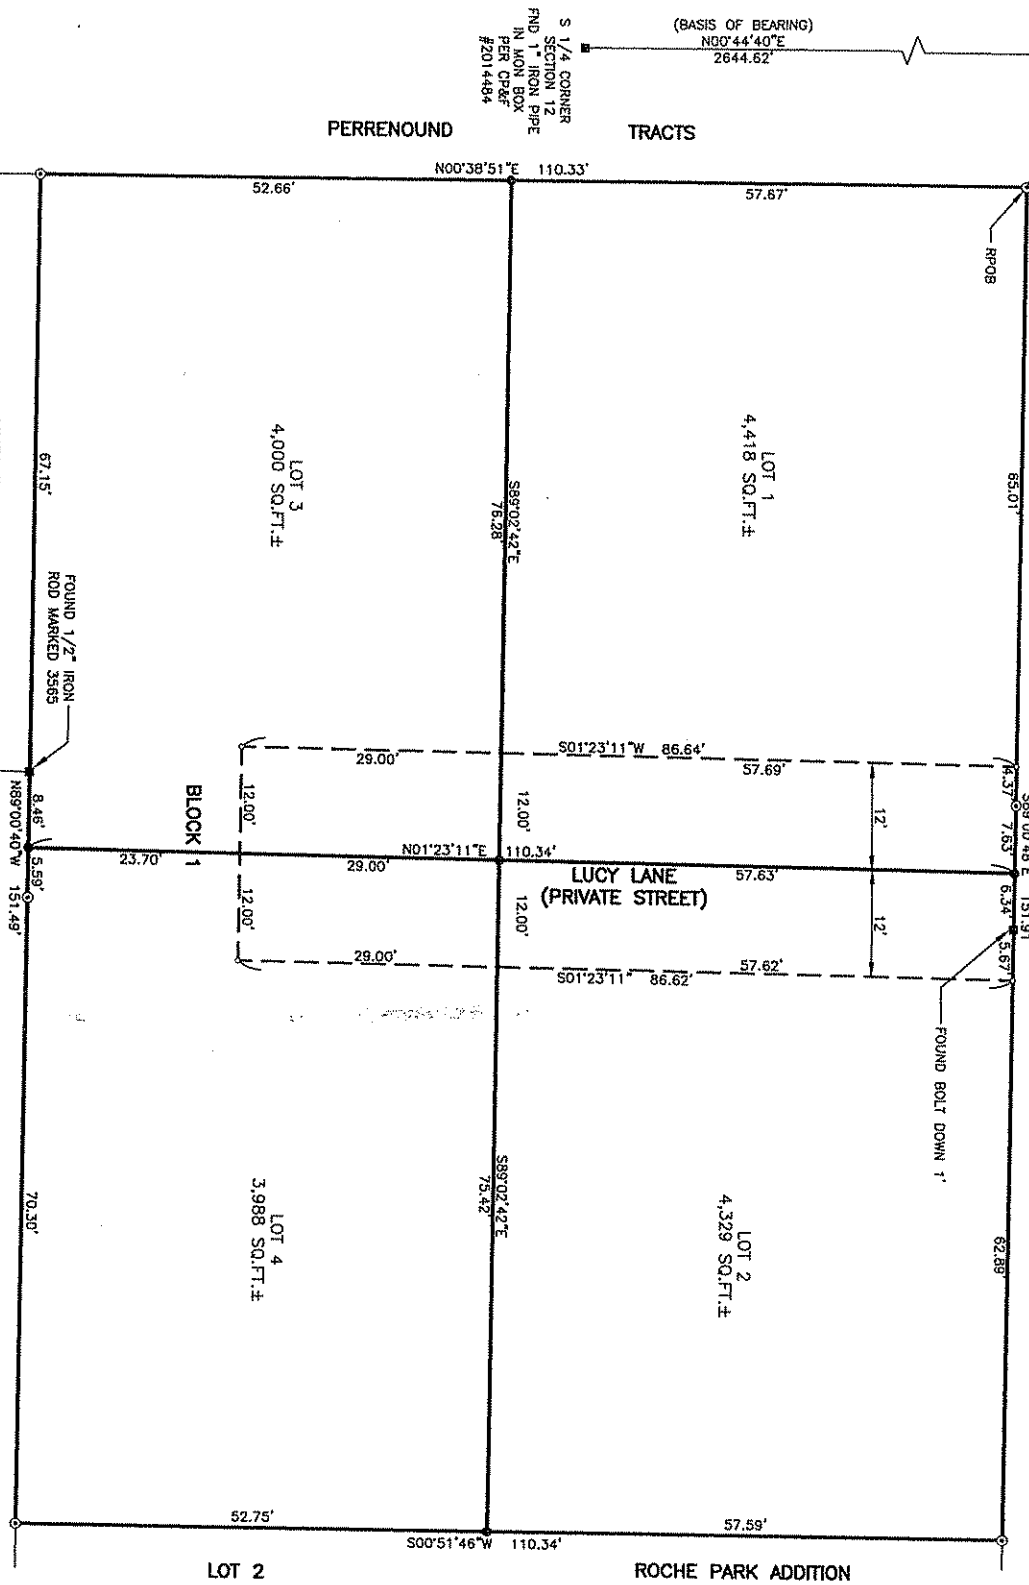 (BASIS OF BEARING)
N00°44'40"E
2644.62'
S 1/4 CORNER
SECTION 12
FND 1" IRON PIPE
IN MON BOX
PER CP&F
#2014484
PERRENOUND
TRACTS
N00°38'51"E 110.33'
52.66'
57.67'
RPOB
LOT 1
4,418 SQ.FT.±
65.01'
LOT 3
4,000 SQ.FT.±
67.15'
S89°02'42"E
76.28'
FOUND 1/2" IRON
ROD MARKED 3565
S01°23'11"W 86.64'
29.00'
57.69'
4.37'
7.63'
S89°00'48"E 151.91'
12.00'
12.00'
12'
BLOCK 1
8.46'
N89°00'40"W 151.49'
N01°23'11"E 110.34'
23.70'
29.00'
57.63'
LUCY LANE
(PRIVATE STREET)
5.59'
12.00'
12.00'
12'
6.34'
5.67'
29.00'
57.62'
S01°23'11" 86.62'
FOUND BOLT DOWN 1'
S89°02'42"E
75.42'
LOT 4
3,988 SQ.FT.±
70.30'
LOT 2
4,329 SQ.FT.±
62.89'
52.75'
57.59'
S00°51'46"W 110.34'
LOT 2
ROCHE PARK ADDITION